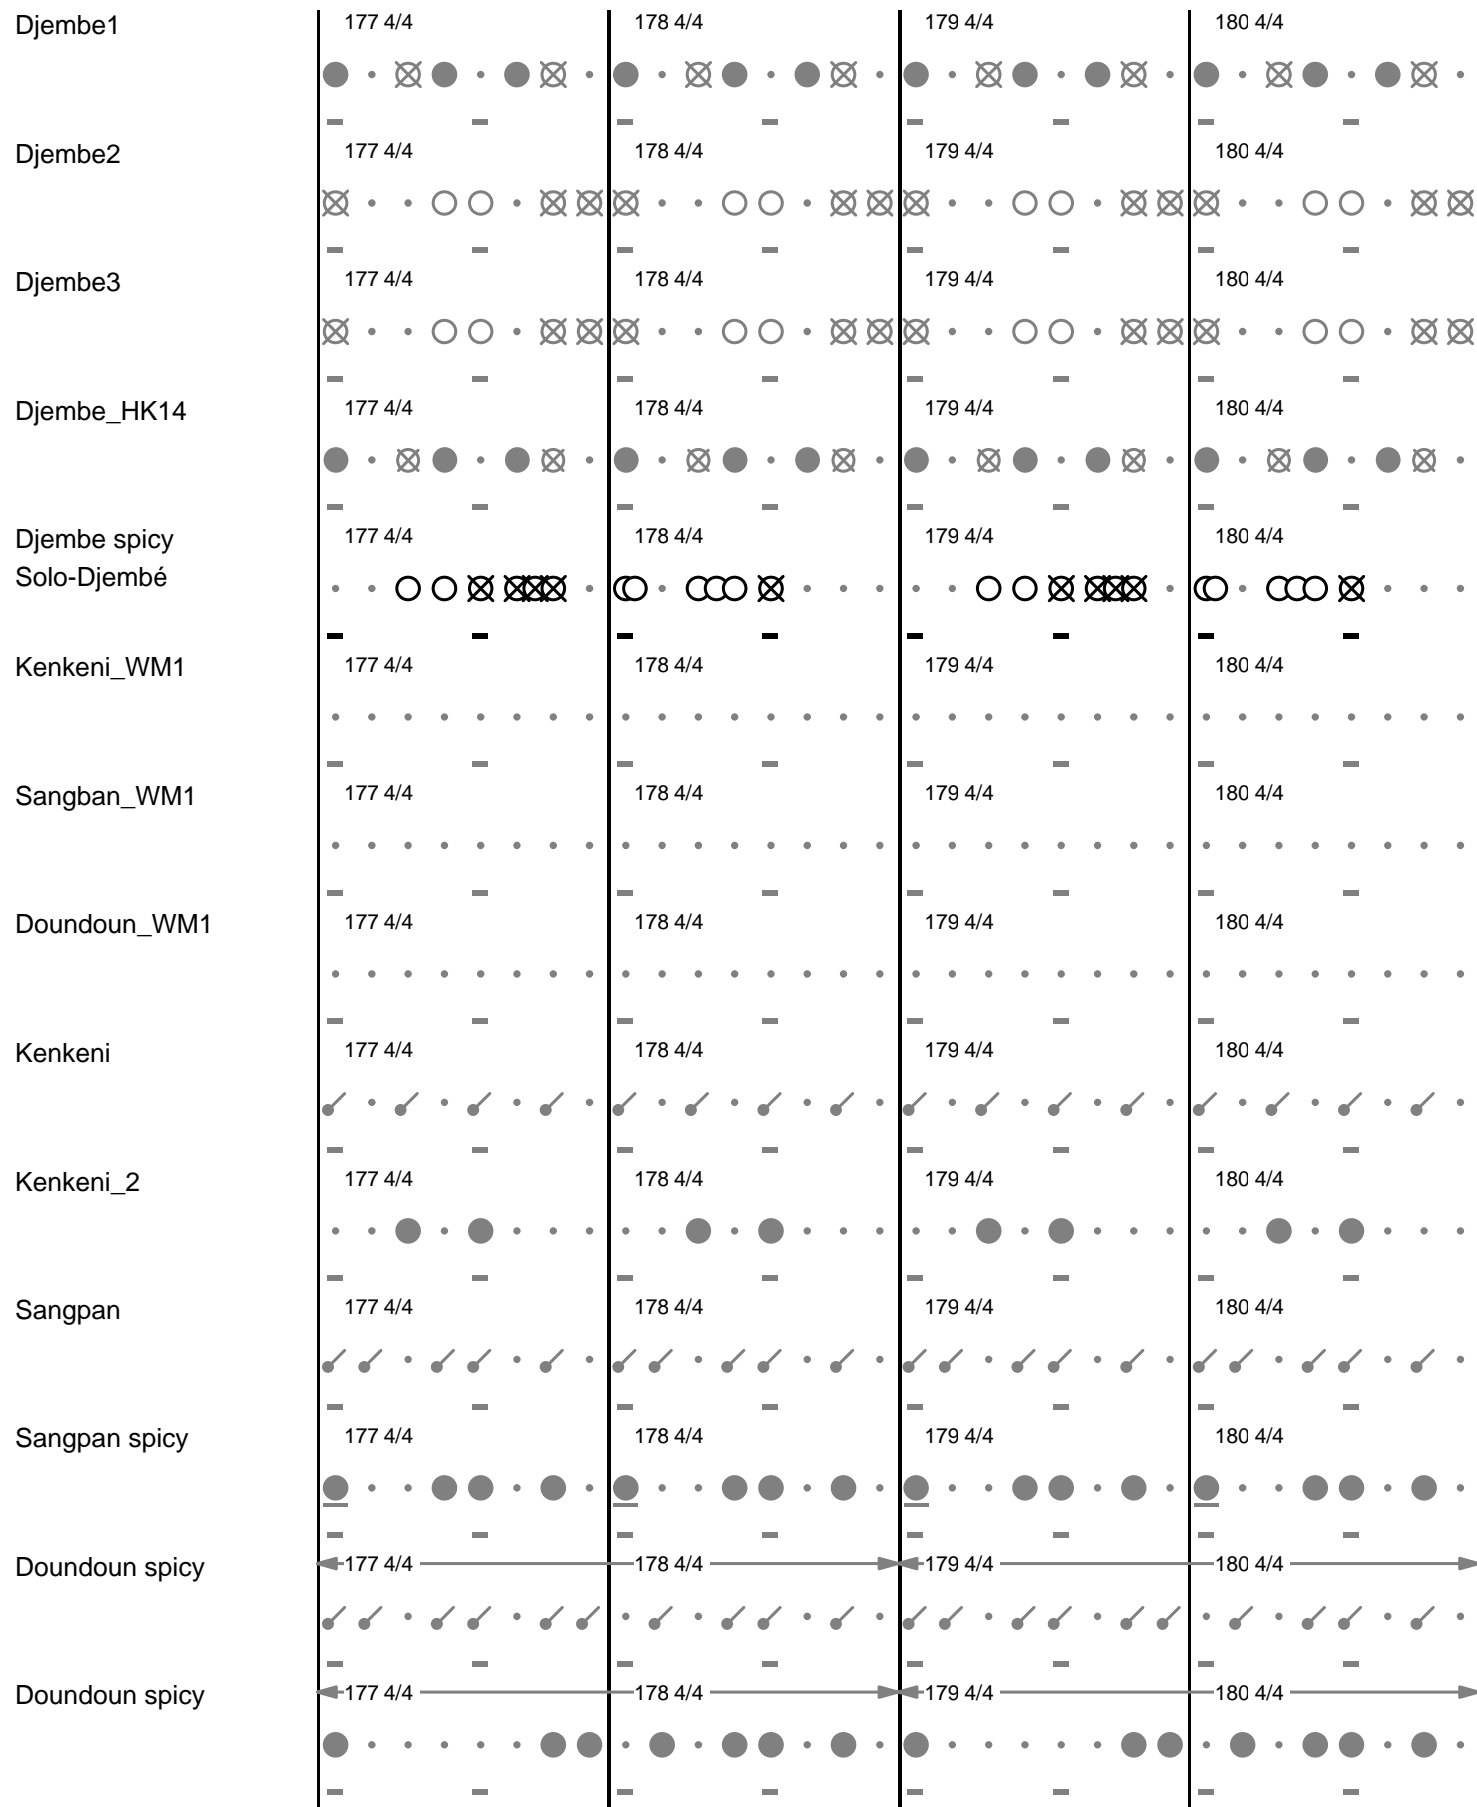 Djembe1 177 4/4 178 4/4 179 4/4 180 4/4
Djembe2 177 4/4 178 4/4 179 4/4 180 4/4
Djembe3 177 4/4 178 4/4 179 4/4 180 4/4
Djembe_HK14 177 4/4 178 4/4 179 4/4 180 4/4
Djembe spicy 177 4/4 178 4/4 179 4/4 180 4/4
Solo-Djembé
Kenkeni_WM1 177 4/4 178 4/4 179 4/4 180 4/4
Sangban_WM1 177 4/4 178 4/4 179 4/4 180 4/4
Doundoun_WM1 177 4/4 178 4/4 179 4/4 180 4/4
Kenkeni 177 4/4 178 4/4 179 4/4 180 4/4
Kenkeni_2 177 4/4 178 4/4 179 4/4 180 4/4
Sangpan 177 4/4 178 4/4 179 4/4 180 4/4
Sangpan spicy 177 4/4 178 4/4 179 4/4 180 4/4
Doundoun spicy 177 4/4 178 4/4 179 4/4 180 4/4
Doundoun spicy 177 4/4 178 4/4 179 4/4 180 4/4